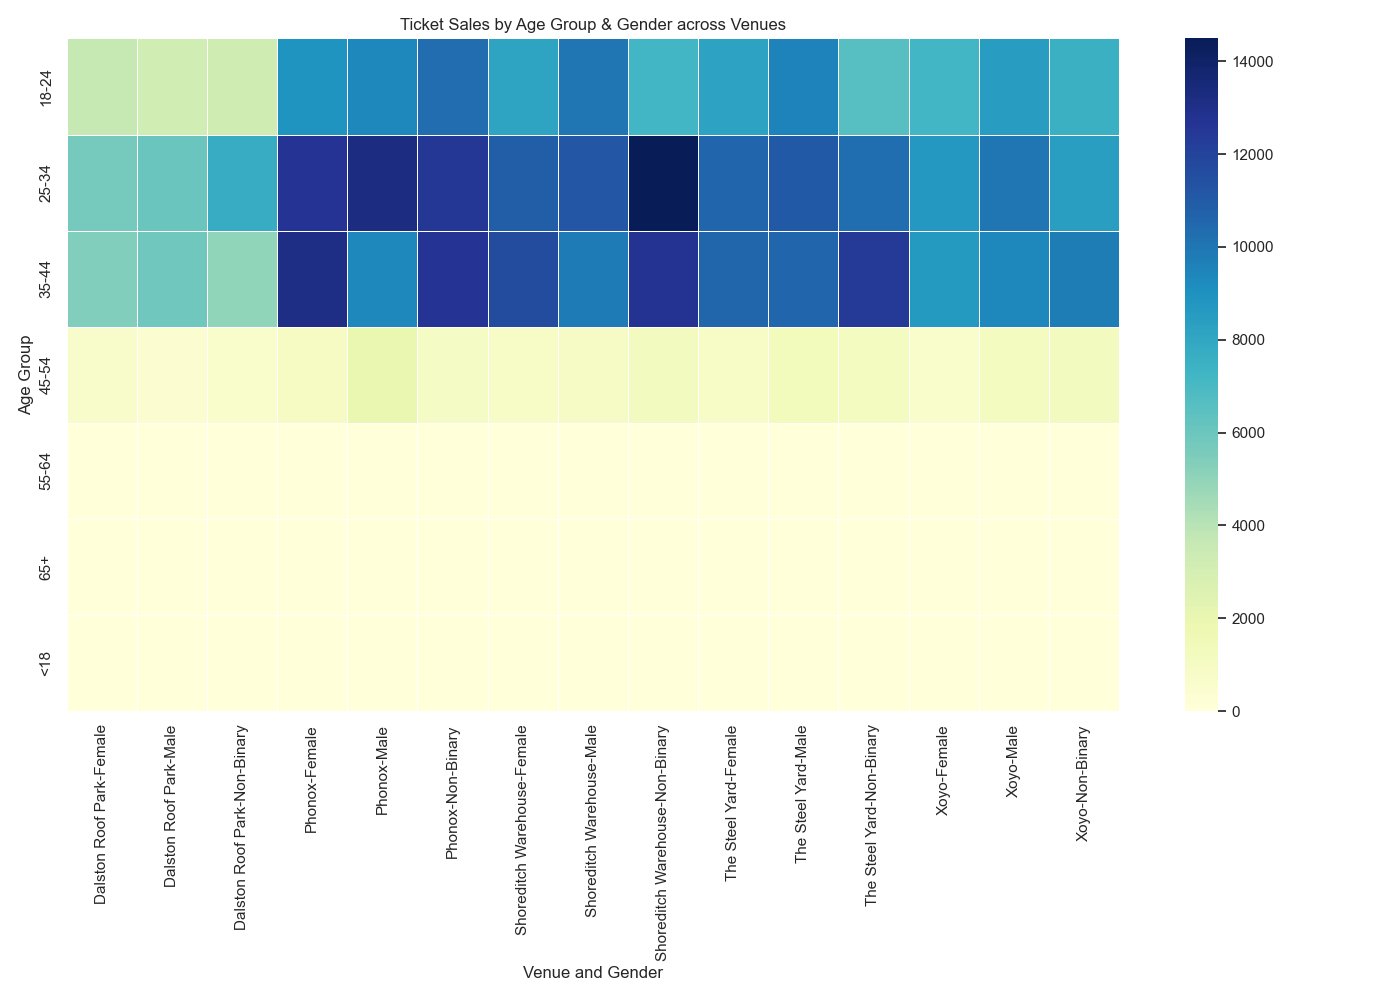 Ticket Sales by Age Group & Gender across Venues
Age Group
18-24
25-34
35-44
45-54
55-64
65+
<18
Dalston Roof Park-Female
Dalston Roof Park-Male
Dalston Roof Park-Non-Binary
Phonox-Female
Phonox-Male
Phonox-Non-Binary
Shoreditch Warehouse-Female
Shoreditch Warehouse-Male
Shoreditch Warehouse-Non-Binary
The Steel Yard-Female
The Steel Yard-Male
The Steel Yard-Non-Binary
Xoyo-Female
Xoyo-Male
Xoyo-Non-Binary
Venue and Gender
14000
12000
10000
8000
6000
4000
2000
0